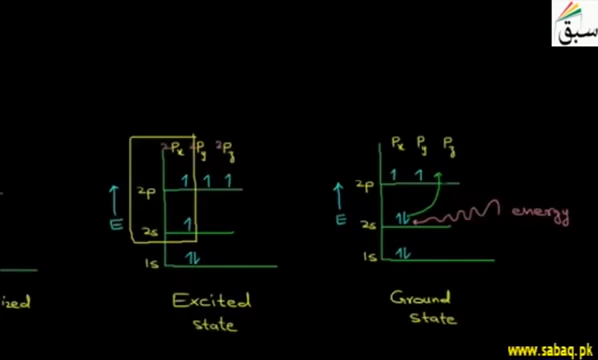 سبق
2Px 2Py 2Pz
2p
E
2s
1s
Excited
state
Px Py Pz
2p
E
2s
1s
energy
Ground
state
ized
www.sabaq.pk